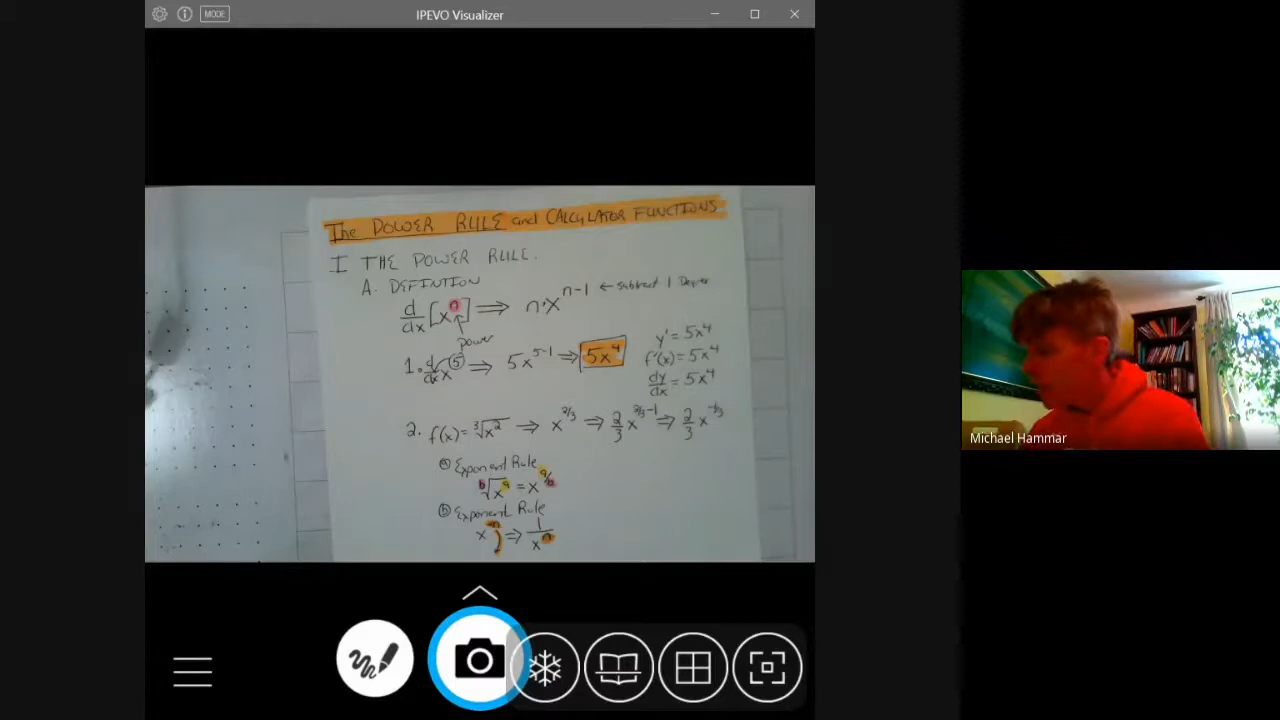 MODE
IPEVO Visualizer
The POWER RULE and CALCULATOR FUNCTIONS
I THE POWER RULE.
A. DEFINTION
d/dx [x^n] ⇒ n·x^(n-1) ← Subtract 1 Degree
power
1. d/dx x^5 ⇒ 5x^(5-1) ⇒ 5x^4
y' = 5x^4
f'(x) = 5x^4
dy/dx = 5x^4
2. f(x) = ³√x² ⇒ x^(2/3) ⇒ 2/3 x^(2/3-1) ⇒ 2/3 x^(-1/3)
ⓐ Exponent Rule
ᵇ√xᵃ = x^(a/b)
ⓑ Exponent Rule
x^(-n) ⇒ 1/x^n
Michael Hammar